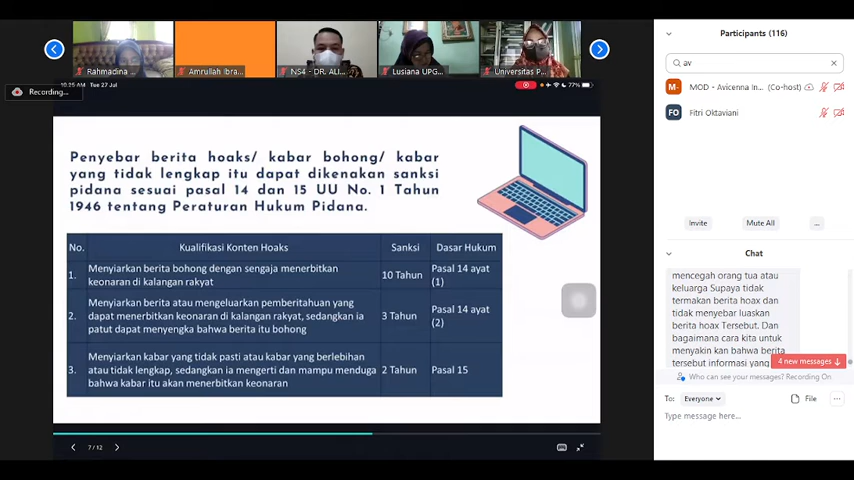 Rahmadina ...
Amrullah Ibra...
NS4 - DR. ALI...
Lusiana UPG...
Universitas P...
10:25 AM Tue 27 Jul
77%
Recording...
Penyebar berita hoaks/ kabar bohong/ kabar
yang tidak lengkap itu dapat dikenakan sanksi
pidana sesuai pasal 14 dan 15 UU No. 1 Tahun
1946 tentang Peraturan Hukum Pidana.
No. Kualifikasi Konten Hoaks Sanksi Dasar Hukum
1. Menyiarkan berita bohong dengan sengaja menerbitkan
keonaran di kalangan rakyat
10 Tahun
Pasal 14 ayat
(1)
2. Menyiarkan berita atau mengeluarkan pemberitahuan yang
dapat menerbitkan keonaran di kalangan rakyat, sedangkan ia
patut dapat menyengka bahwa berita itu bohong
3 Tahun
Pasal 14 ayat
(2)
3. Menyiarkan kabar yang tidak pasti atau kabar yang berlebihan
atau tidak lengkap, sedangkan ia mengerti dan mampu menduga
bahwa kabar itu akan menerbitkan keonaran
2 Tahun
Pasal 15
7 / 12
Participants (116)
av
M- MOD - Avicenna In... (Co-host)
FO Fitri Oktaviani
Invite Mute All ...
Chat
mencegah orang tua atau
keluarga Supaya tidak
termakan berita hoax dan
tidak menyebar luaskan
berita hoax Tersebut. Dan
bagaimana cara kita untuk
menyakin kan bahwa berita
tersebut informasi yang
4 new messages
Who can see your messages? Recording On
To: Everyone File ...
Type message here...